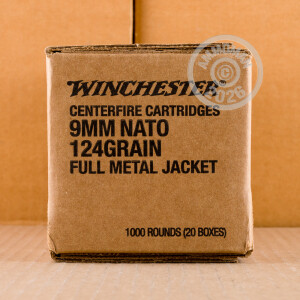 WINCHESTER
CENTERFIRE CARTRIDGES
9MM NATO
124GRAIN
FULL METAL JACKET
1000 ROUNDS (20 BOXES)